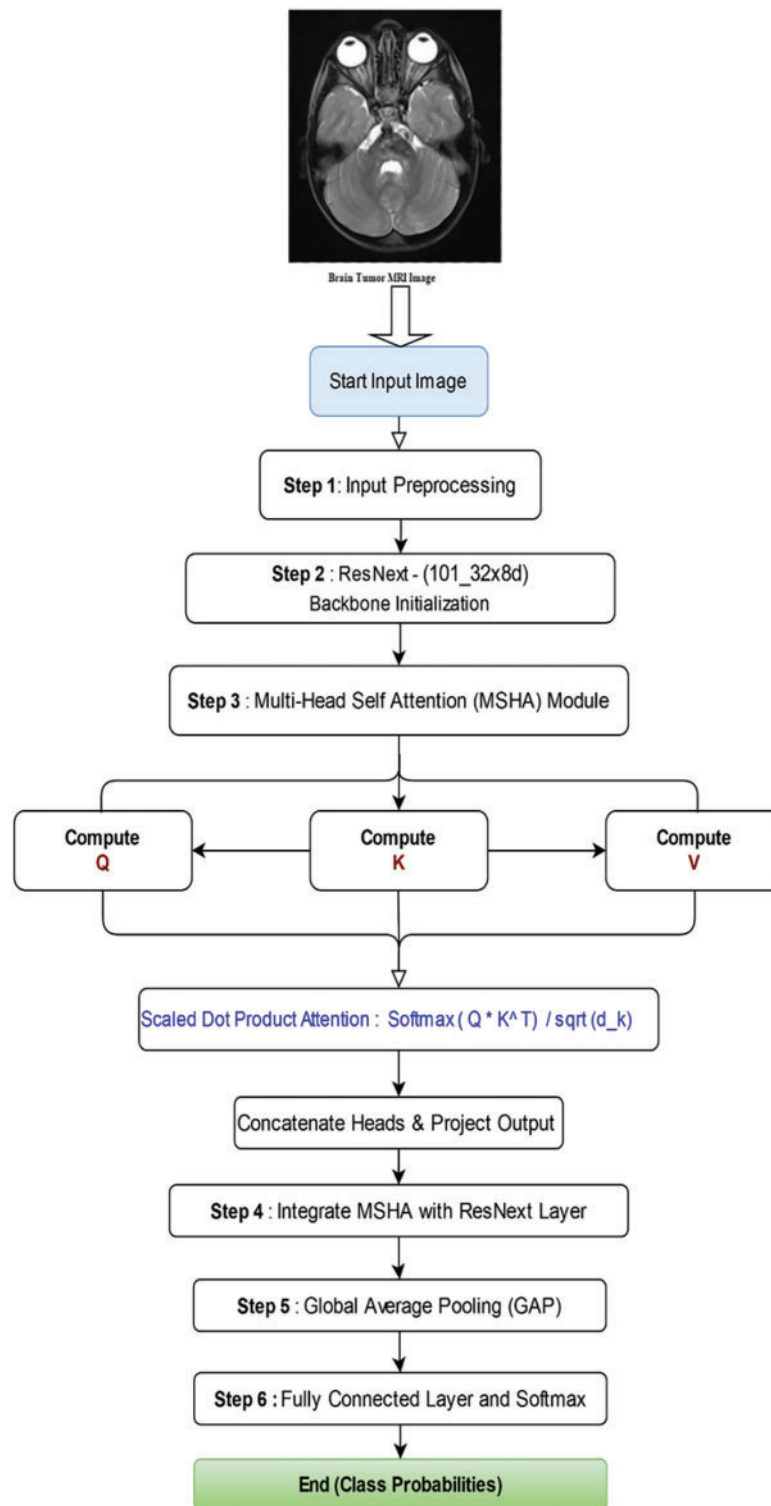 Brain Tumor MRI Image
Start Input Image
Step 1: Input Preprocessing
Step 2 : ResNext - (101_32x8d)
Backbone Initialization
Step 3 : Multi-Head Self Attention (MSHA) Module
Compute
Q
Compute
K
Compute
V
Scaled Dot Product Attention : Softmax ( Q * K^ T) / sqrt (d_k)
Concatenate Heads & Project Output
Step 4 : Integrate MSHA with ResNext Layer
Step 5 : Global Average Pooling (GAP)
Step 6 : Fully Connected Layer and Softmax
End (Class Probabilities)